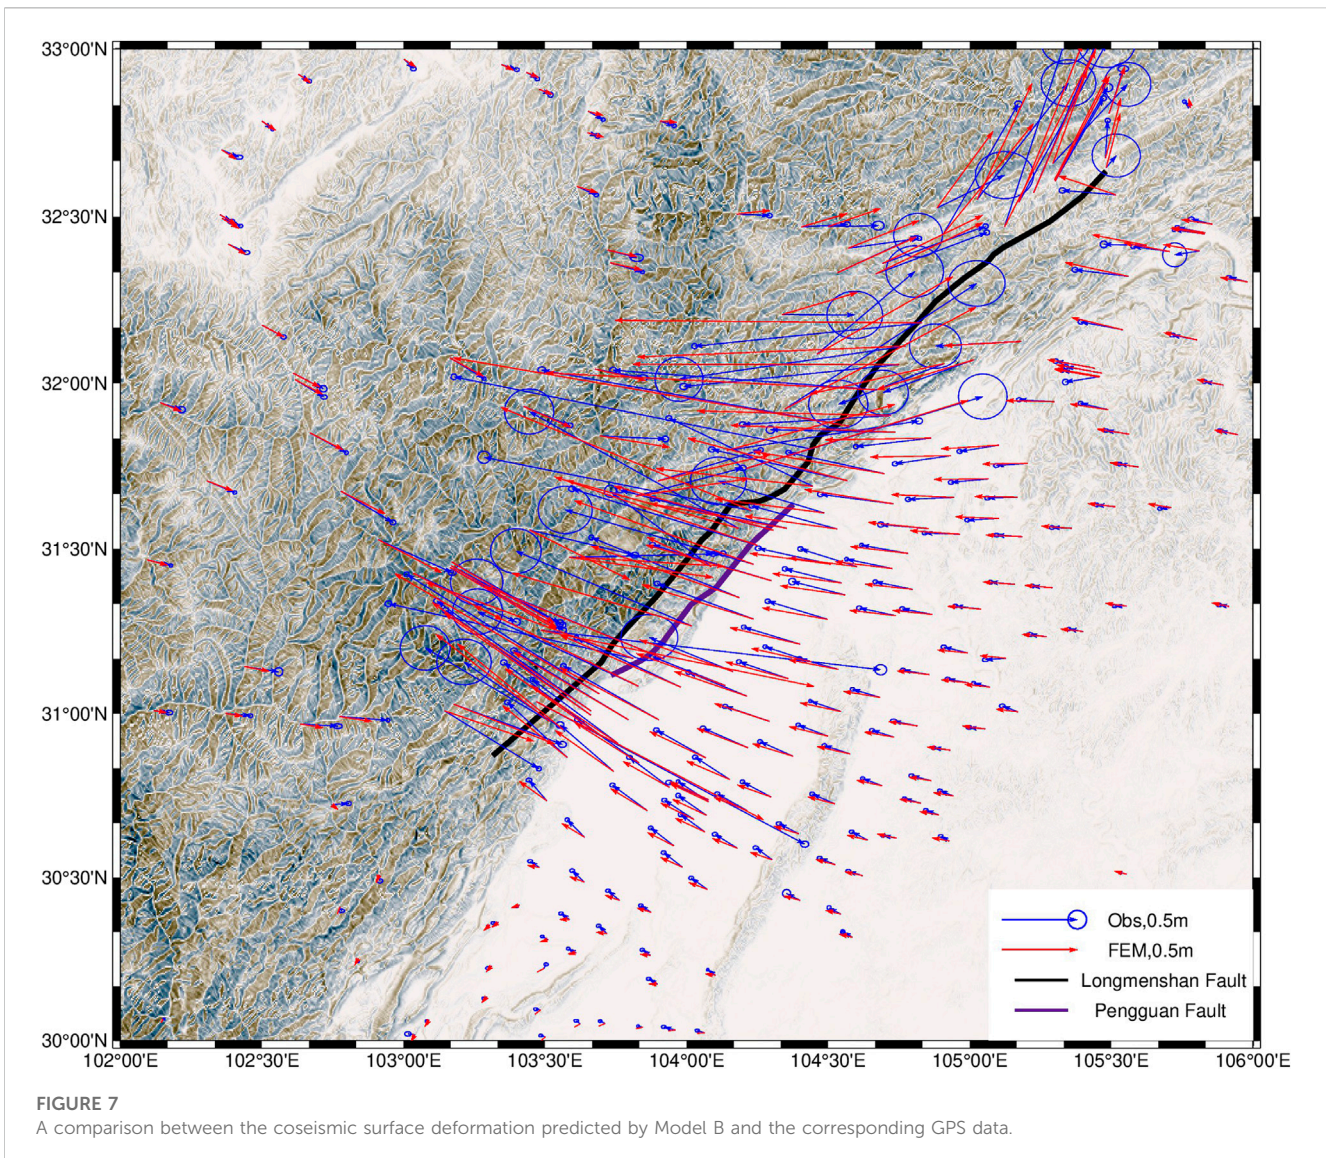 33°00'N
32°30'N
32°00'N
31°30'N
31°00'N
30°30'N
30°00'N
102°00'E 102°30'E 103°00'E 103°30'E 104°00'E 104°30'E 105°00'E 105°30'E 106°00'E
Obs,0.5m
FEM,0.5m
Longmenshan Fault
Pengguan Fault
FIGURE 7
A comparison between the coseismic surface deformation predicted by Model B and the corresponding GPS data.